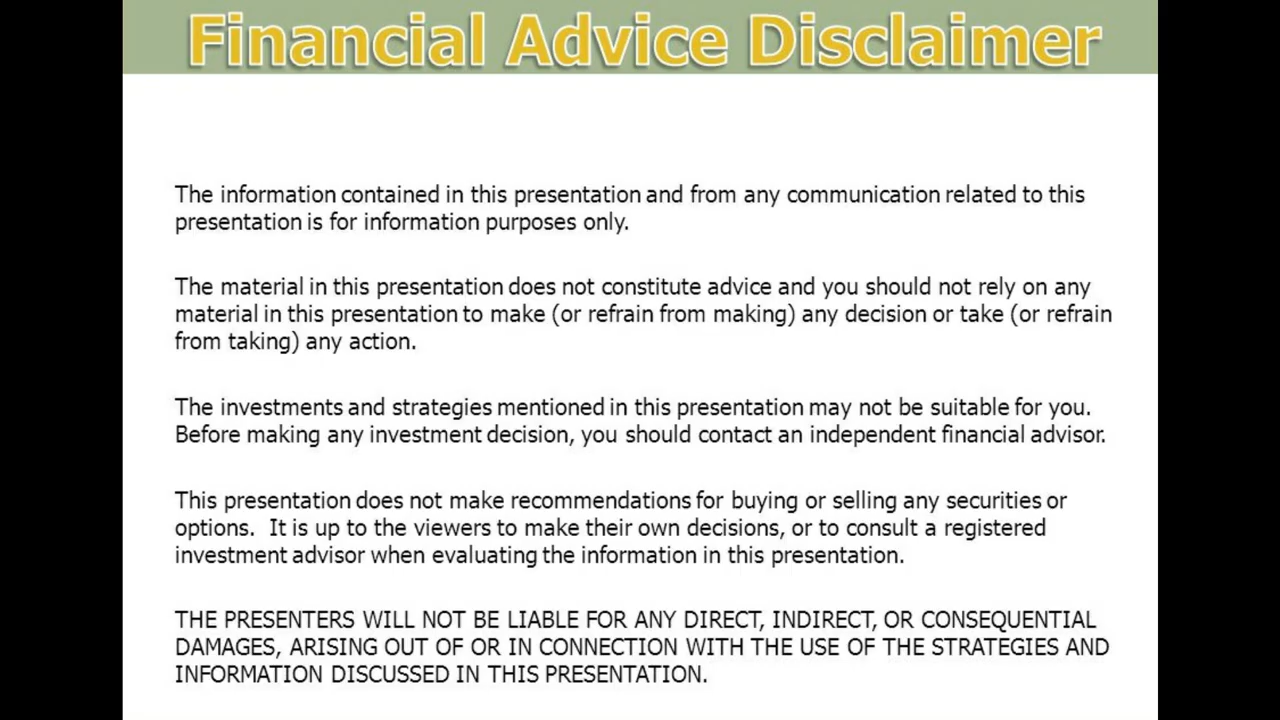 Financial Advice Disclaimer
The information contained in this presentation and from any communication related to this
presentation is for information purposes only.
The material in this presentation does not constitute advice and you should not rely on any
material in this presentation to make (or refrain from making) any decision or take (or refrain
from taking) any action.
The investments and strategies mentioned in this presentation may not be suitable for you.
Before making any investment decision, you should contact an independent financial advisor.
This presentation does not make recommendations for buying or selling any securities or
options.  It is up to the viewers to make their own decisions, or to consult a registered
investment advisor when evaluating the information in this presentation.
THE PRESENTERS WILL NOT BE LIABLE FOR ANY DIRECT, INDIRECT, OR CONSEQUENTIAL
DAMAGES, ARISING OUT OF OR IN CONNECTION WITH THE USE OF THE STRATEGIES AND
INFORMATION DISCUSSED IN THIS PRESENTATION.